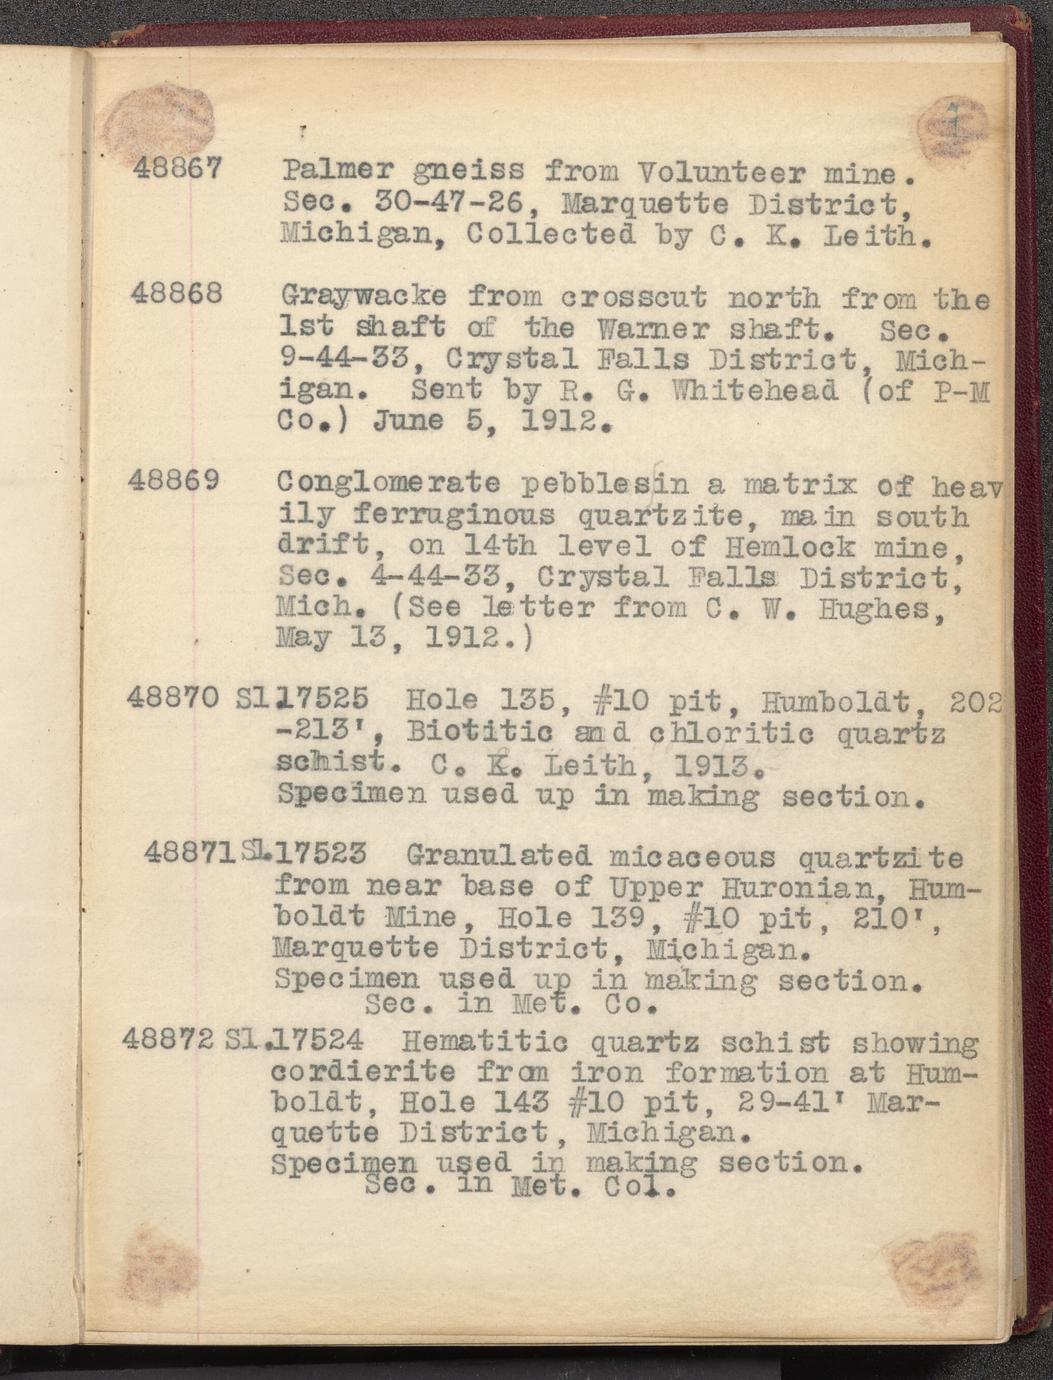 1
48867 Palmer gneiss from Volunteer mine.
Sec. 30-47-26, Marquette District,
Michigan, Collected by C. K. Leith.
48868 Graywacke from crosscut north from the
1st shaft of the Warner shaft. Sec.
9-44-33, Crystal Falls District, Mich-
igan. Sent by R. G. Whitehead (of P-M
Co.) June 5, 1912.
48869 Conglomerate pebblesin a matrix of heav
ily ferruginous quartzite, main south
drift, on 14th level of Hemlock mine,
Sec. 4-44-33, Crystal Falls District,
Mich. (See letter from C. W. Hughes,
May 13, 1912.)
48870 Sl.17525 Hole 135, #10 pit, Humboldt, 202
-213', Biotitic and chloritic quartz
schist. C. K. Leith, 1913.
Specimen used up in making section.
48871 Sl.17523 Granulated micaceous quartzite
from near base of Upper Huronian, Hum-
boldt Mine, Hole 139, #10 pit, 210',
Marquette District, Michigan.
Specimen used up in making section.
Sec. in Met. Co.
48872 Sl.17524 Hematitic quartz schist showing
cordierite from iron formation at Hum-
boldt, Hole 143 #10 pit, 29-41' Mar-
quette District, Michigan.
Specimen used in making section.
Sec. in Met. Col.